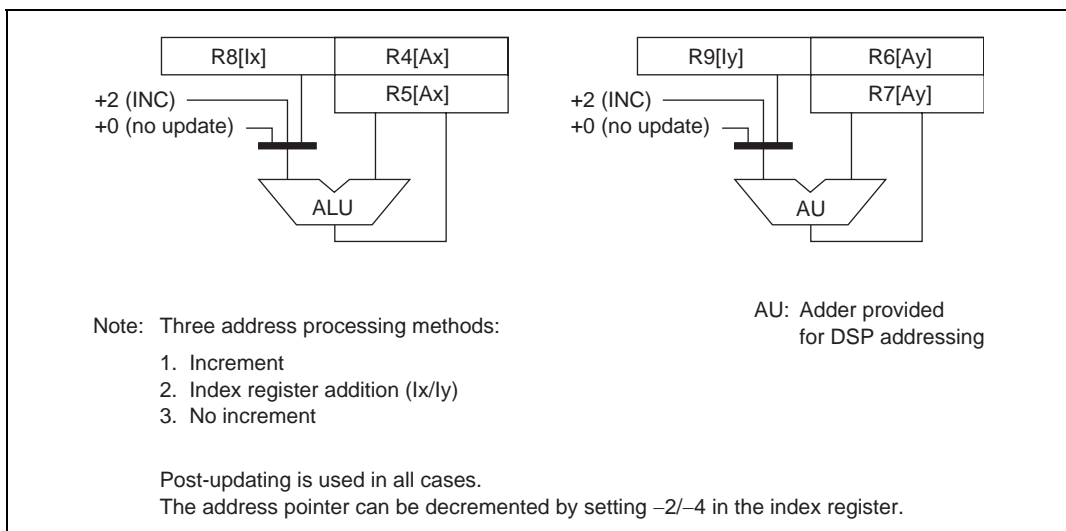 R8[Ix] R4[Ax] R9[Iy] R6[Ay]
R5[Ax] R7[Ay]
+2 (INC) +2 (INC)
+0 (no update) +0 (no update)
ALU AU
AU: Adder provided
for DSP addressing
Note: Three address processing methods:
1. Increment
2. Index register addition (Ix/Iy)
3. No increment
Post-updating is used in all cases.
The address pointer can be decremented by setting −2/−4 in the index register.